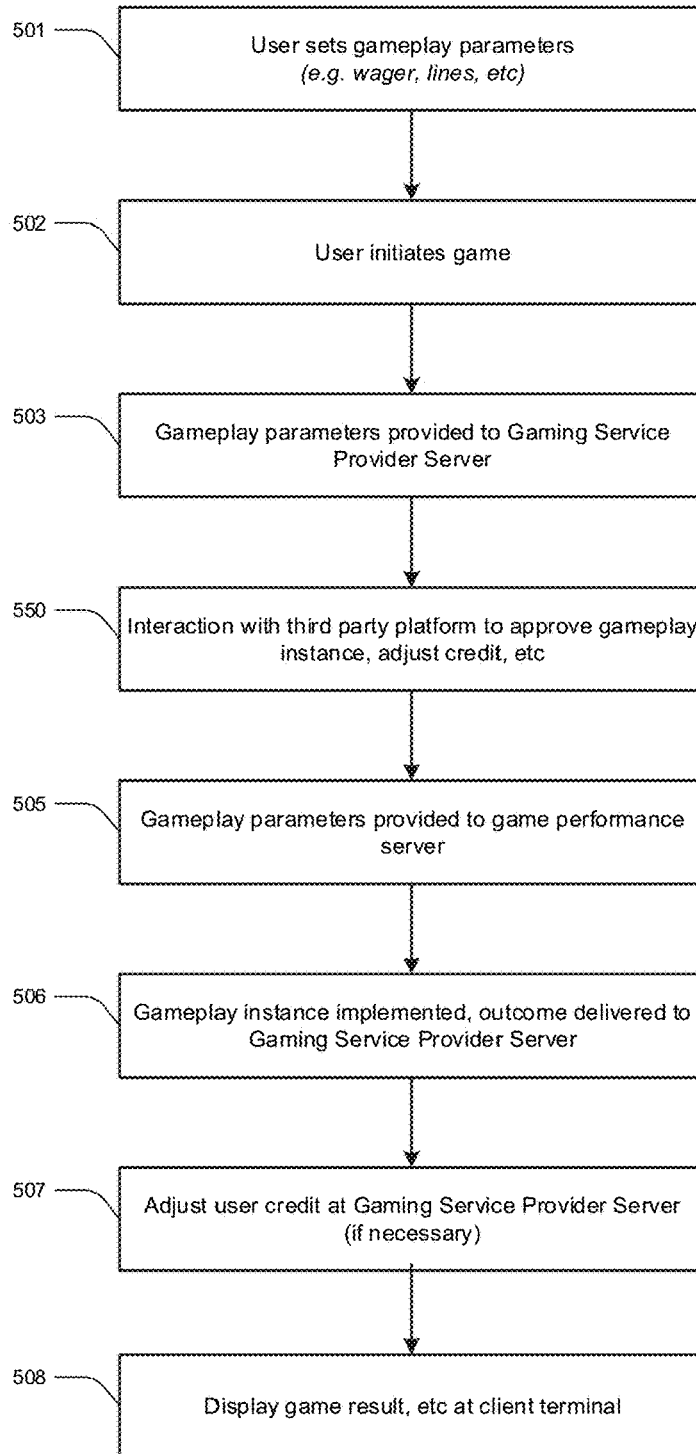 501
User sets gameplay parameters
(e.g. wager, lines, etc)
502
User initiates game
503
Gameplay parameters provided to Gaming Service
Provider Server
550
Interaction with third party platform to approve gameplay
instance, adjust credit, etc
505
Gameplay parameters provided to game performance
server
506
Gameplay instance implemented, outcome delivered to
Gaming Service Provider Server
507
Adjust user credit at Gaming Service Provider Server
(if necessary)
508
Display game result, etc at client terminal